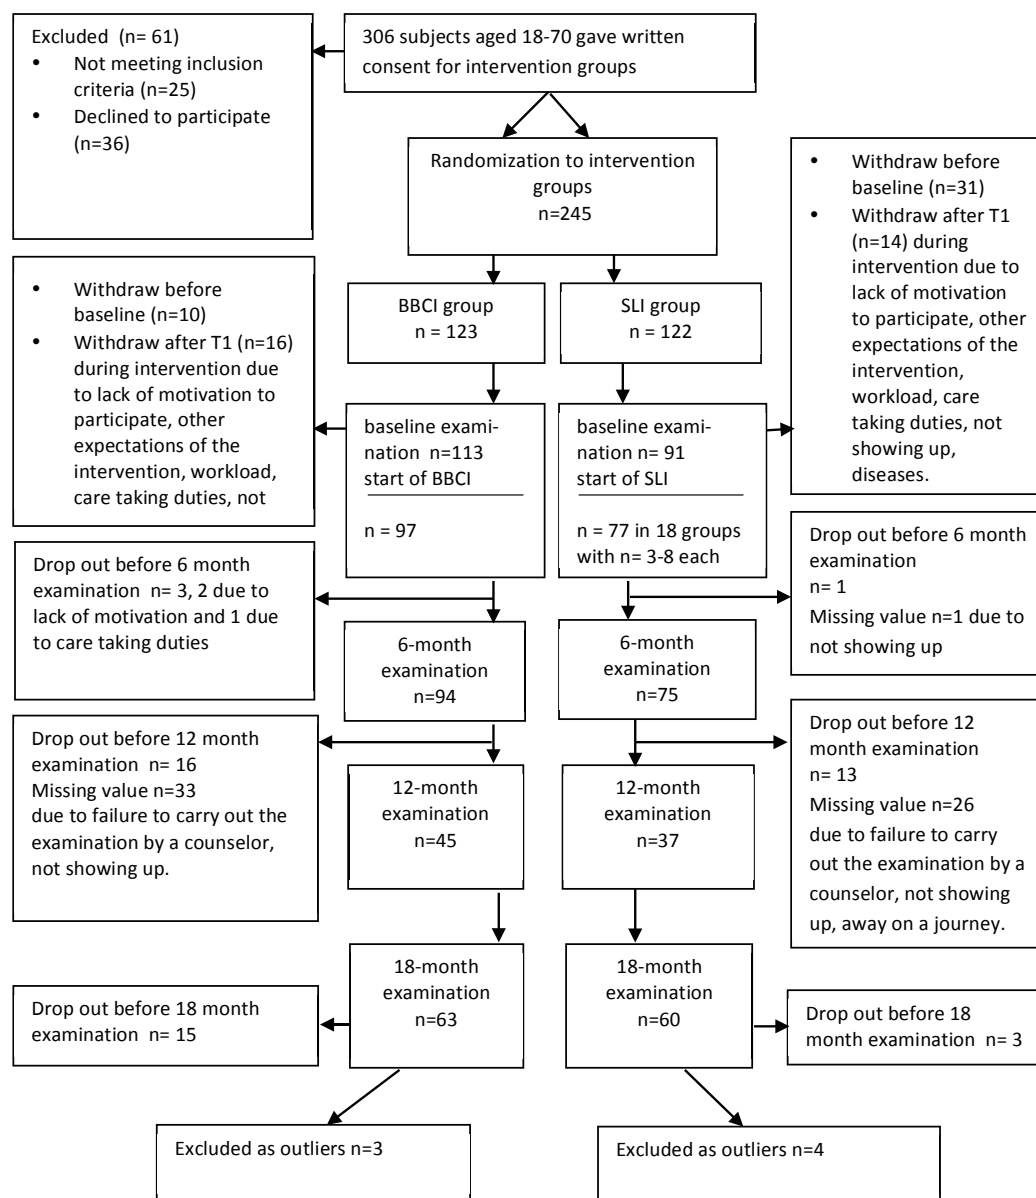 Excluded (n= 61)
• Not meeting inclusion
criteria (n=25)
• Declined to participate
(n=36)
306 subjects aged 18-70 gave written
consent for intervention groups
Randomization to intervention
groups
n=245
• Withdraw before
baseline (n=31)
• Withdraw after T1
(n=14) during
intervention due to
lack of motivation
to participate, other
expectations of the
intervention,
workload, care
taking duties, not
showing up,
diseases.
• Withdraw before
baseline (n=10)
• Withdraw after T1 (n=16)
during intervention due
to lack of motivation to
participate, other
expectations of the
intervention, workload,
care taking duties, not
BBCI group
n = 123
SLI group
n = 122
baseline exami-
nation n=113
start of BBCI
n = 97
baseline exami-
nation n= 91
start of SLI
n = 77 in 18 groups
with n= 3-8 each
Drop out before 6 month
examination n= 3, 2 due to
lack of motivation and 1 due
to care taking duties
Drop out before 6 month
examination
n= 1
Missing value n=1 due to
not showing up
6-month
examination
n=94
6-month
examination
n=75
Drop out before 12 month
examination n= 16
Missing value n=33
due to failure to carry out the
examination by a counselor,
not showing up.
Drop out before 12
month examination
n= 13
Missing value n=26
due to failure to carry
out the examination by a
counselor, not showing
up, away on a journey.
12-month
examination
n=45
12-month
examination
n=37
18-month
examination
n=63
18-month
examination
n=60
Drop out before 18 month
examination n= 15
Drop out before 18
month examination n= 3
Excluded as outliers n=3
Excluded as outliers n=4